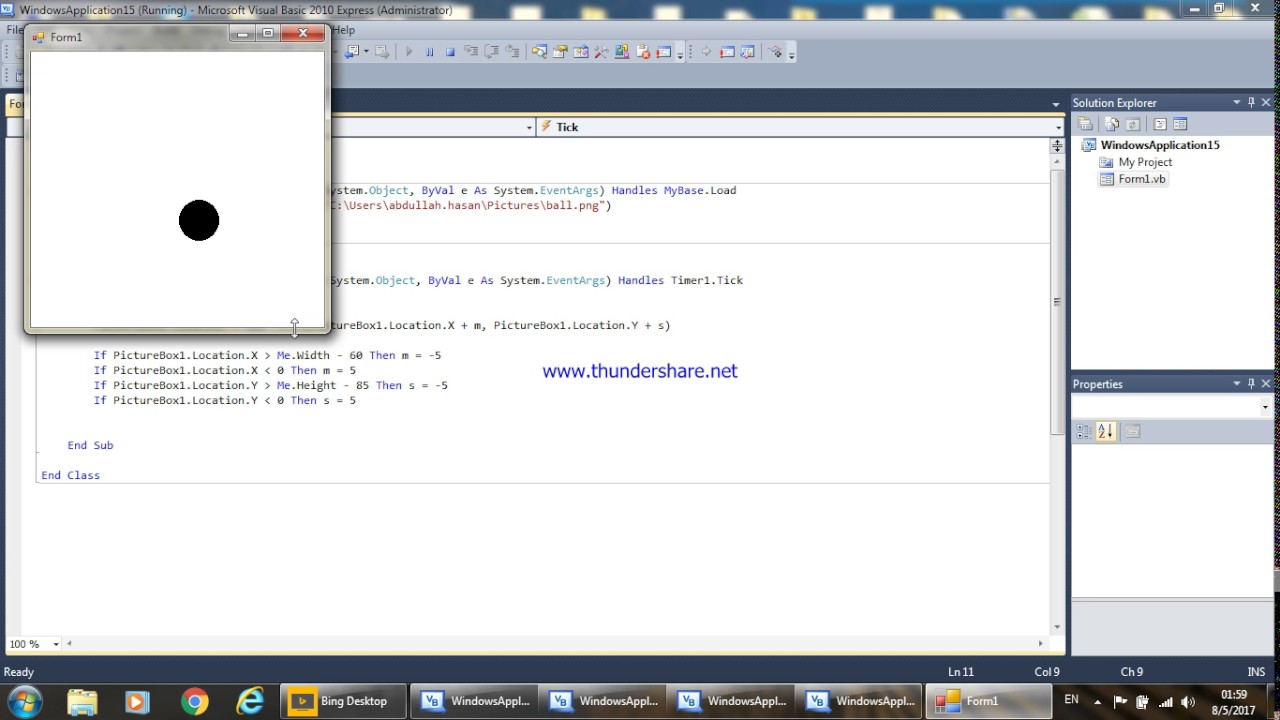 WindowsApplication15 (Running) - Microsoft Visual Basic 2010 Express (Administrator)
Help
Form1
Tick
ystem.Object, ByVal e As System.EventArgs) Handles MyBase.Load
:\Users\abdullah.hasan\Pictures\ball.png")
System.Object, ByVal e As System.EventArgs) Handles Timer1.Tick
tureBox1.Location.X + m, PictureBox1.Location.Y + s)
If PictureBox1.Location.X > Me.Width - 60 Then m = -5
If PictureBox1.Location.X < 0 Then m = 5
If PictureBox1.Location.Y > Me.Height - 85 Then s = -5
If PictureBox1.Location.Y < 0 Then s = 5
End Sub
End Class
www.thundershare.net
100 %
Solution Explorer
WindowsApplication15
My Project
Form1.vb
Properties
Ready
Ln 11
Col 9
Ch 9
INS
Bing Desktop
WindowsAppl...
WindowsAppl...
WindowsAppl...
WindowsAppl...
Form1
EN
01:59
8/5/2017